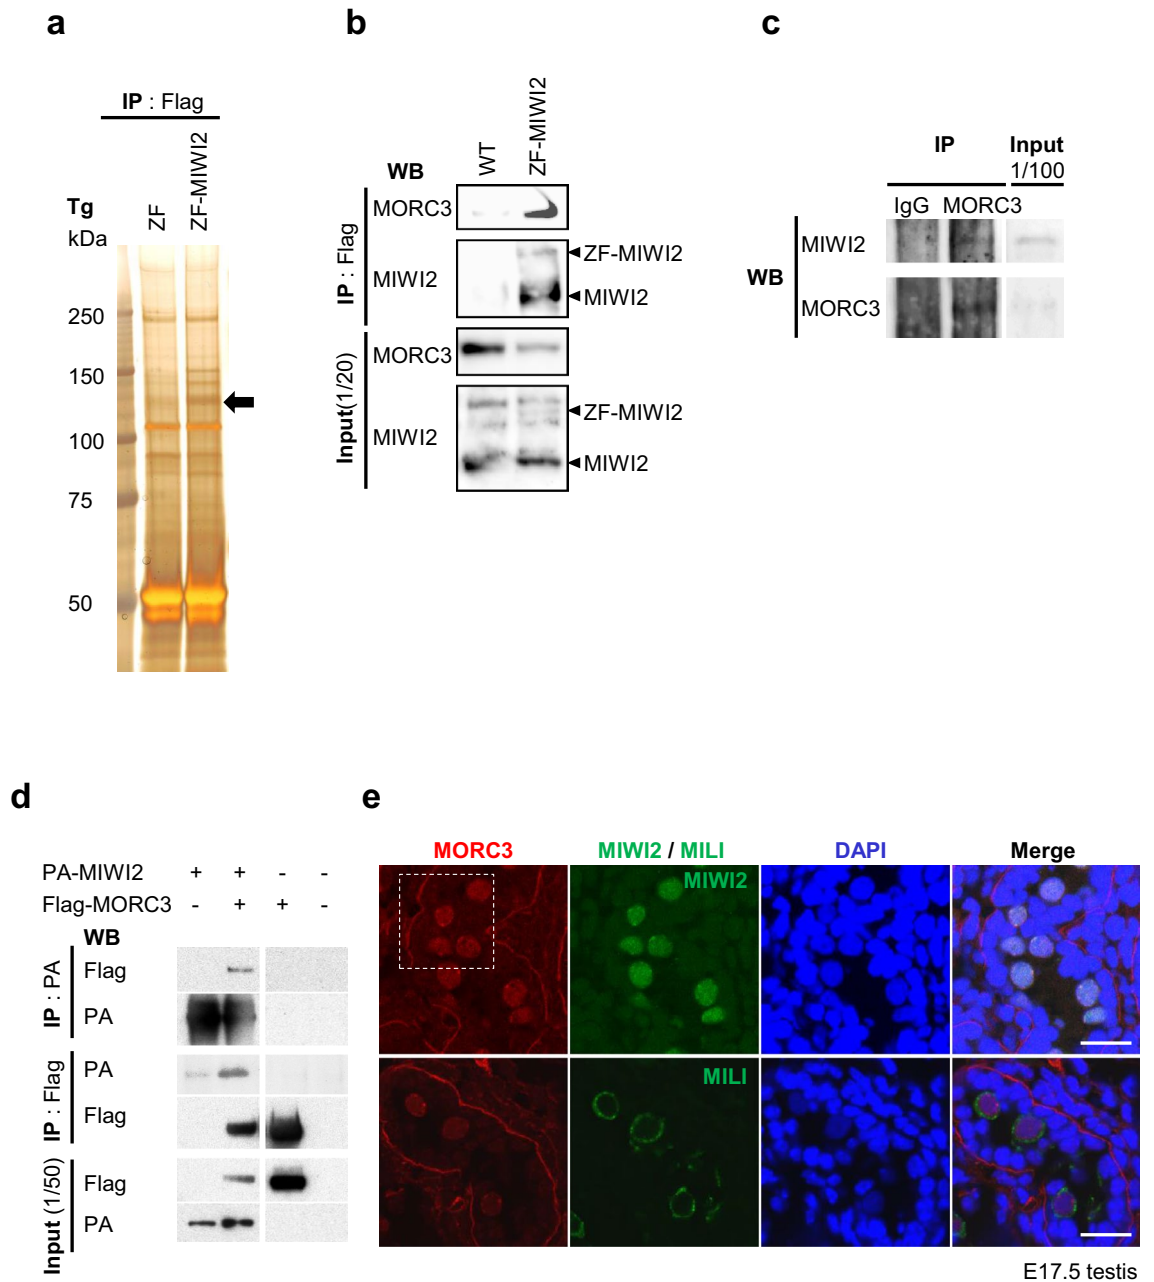 a
IP : Flag
Tg
ZF
ZF-MIWI2
kDa
250
150
100
75
50
b
WB
WT
ZF-MIWI2
IP : Flag
MORC3
MIWI2
ZF-MIWI2
MIWI2
Input(1/20)
MORC3
MIWI2
ZF-MIWI2
MIWI2
c
IP
Input
1/100
IgG MORC3
WB
MIWI2
MORC3
d
PA-MIWI2 + + - -
Flag-MORC3 - + + -
WB
IP : PA
Flag
PA
IP : Flag
PA
Flag
Input (1/50)
Flag
PA
e
MORC3 MIWI2 / MILI DAPI Merge
MIWI2
MILI
E17.5 testis